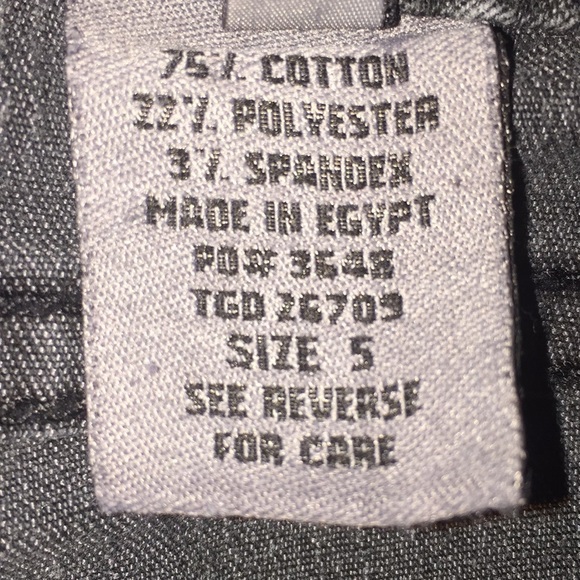 75% COTTON
22% POLYESTER
3% SPANDEX
MADE IN EGYPT
PO# 3648
TGD 26709
SIZE 5
SEE REVERSE
FOR CARE